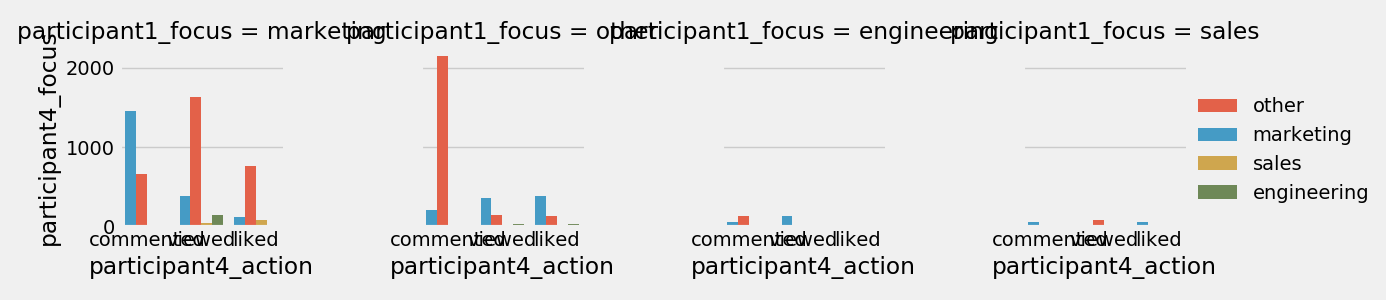 participant1_focus = marketing
participant1_focus = other
participant1_focus = engineering
participant1_focus = sales
participant4_focus
2000
1000
0
commented
viewed
liked
commented
viewed
liked
commented
viewed
liked
commented
viewed
liked
participant4_action
participant4_action
participant4_action
participant4_action
other
marketing
sales
engineering